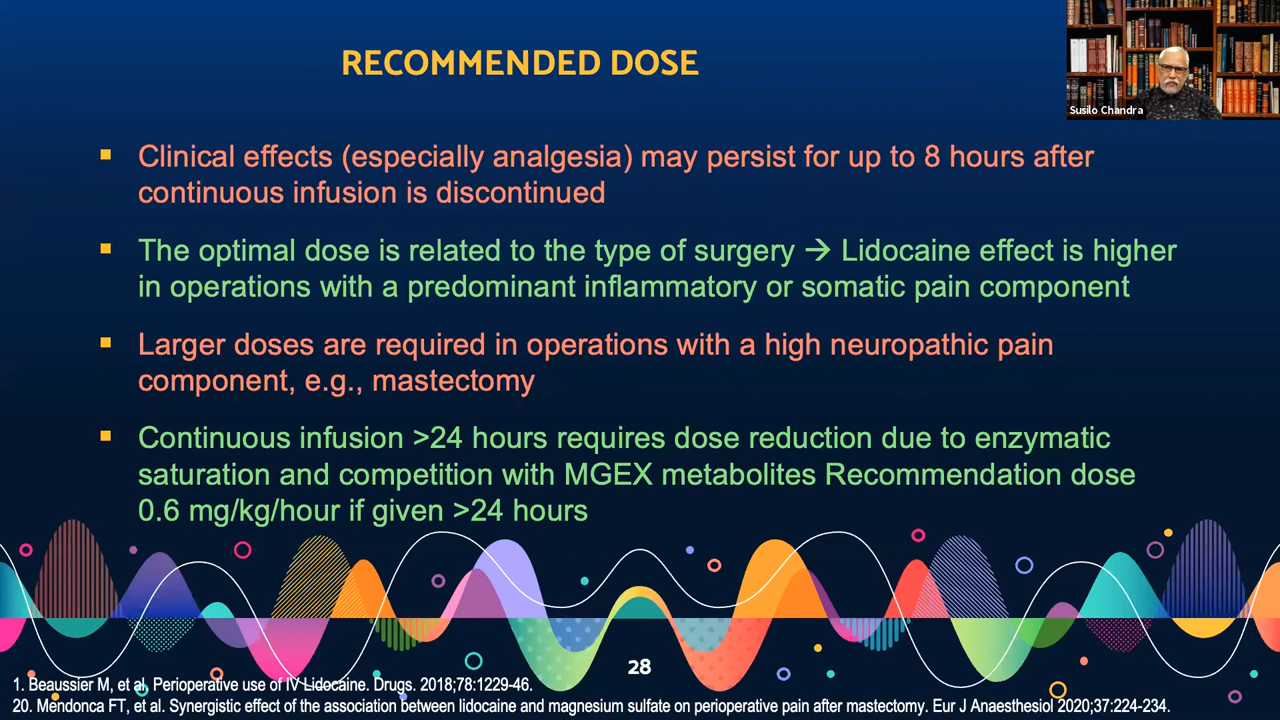 RECOMMENDED DOSE
Susilo Chandra
▪ Clinical effects (especially analgesia) may persist for up to 8 hours after
continuous infusion is discontinued
▪ The optimal dose is related to the type of surgery → Lidocaine effect is higher
in operations with a predominant inflammatory or somatic pain component
▪ Larger doses are required in operations with a high neuropathic pain
component, e.g., mastectomy
▪ Continuous infusion >24 hours requires dose reduction due to enzymatic
saturation and competition with MGEX metabolites Recommendation dose
0.6 mg/kg/hour if given >24 hours
28
1. Beaussier M, et al. Perioperative use of IV Lidocaine. Drugs. 2018;78:1229-46.
20. Mendonca FT, et al. Synergistic effect of the association between lidocaine and magnesium sulfate on perioperative pain after mastectomy. Eur J Anaesthesiol 2020;37:224-234.